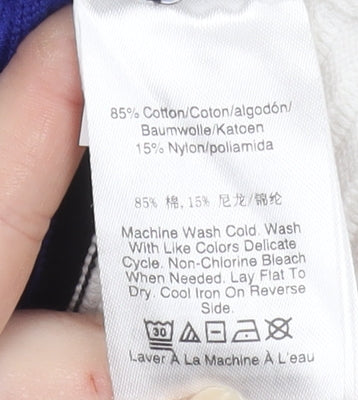 85% Cotton/Coton/algodón/
Baumwolle/Katoen
15% Nylon/poliamida
85% 棉,15% 尼龙/锦纶
Machine Wash Cold. Wash
With Like Colors Delicate
Cycle. Non-Chlorine Bleach
When Needed. Lay Flat To
Dry. Cool Iron On Reverse
Side.
30
Laver À La Machine À L'eau